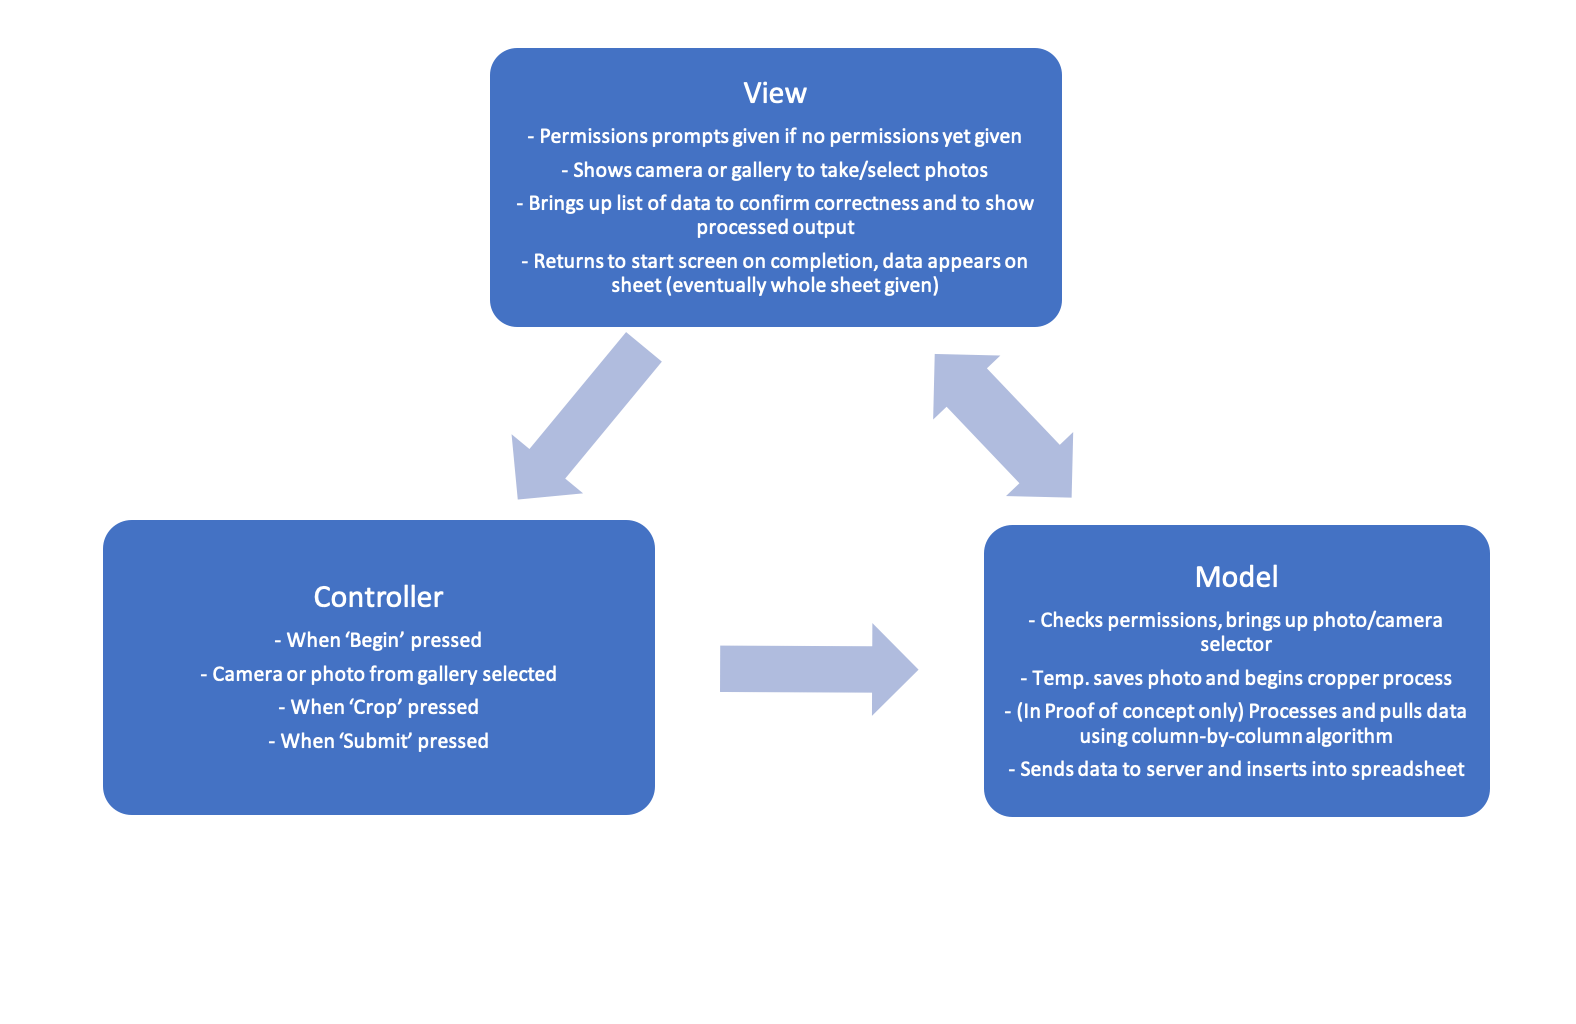 View
- Permissions prompts given if no permissions yet given
- Shows camera or gallery to take/select photos
- Brings up list of data to confirm correctness and to show
processed output
- Returns to start screen on completion, data appears on
sheet (eventually whole sheet given)
Controller
- When ‘Begin’ pressed
- Camera or photo from gallery selected
- When ‘Crop’ pressed
- When ‘Submit’ pressed
Model
- Checks permissions, brings up photo/camera
selector
- Temp. saves photo and begins cropper process
- (In Proof of concept only) Processes and pulls data
using column-by-column algorithm
- Sends data to server and inserts into spreadsheet